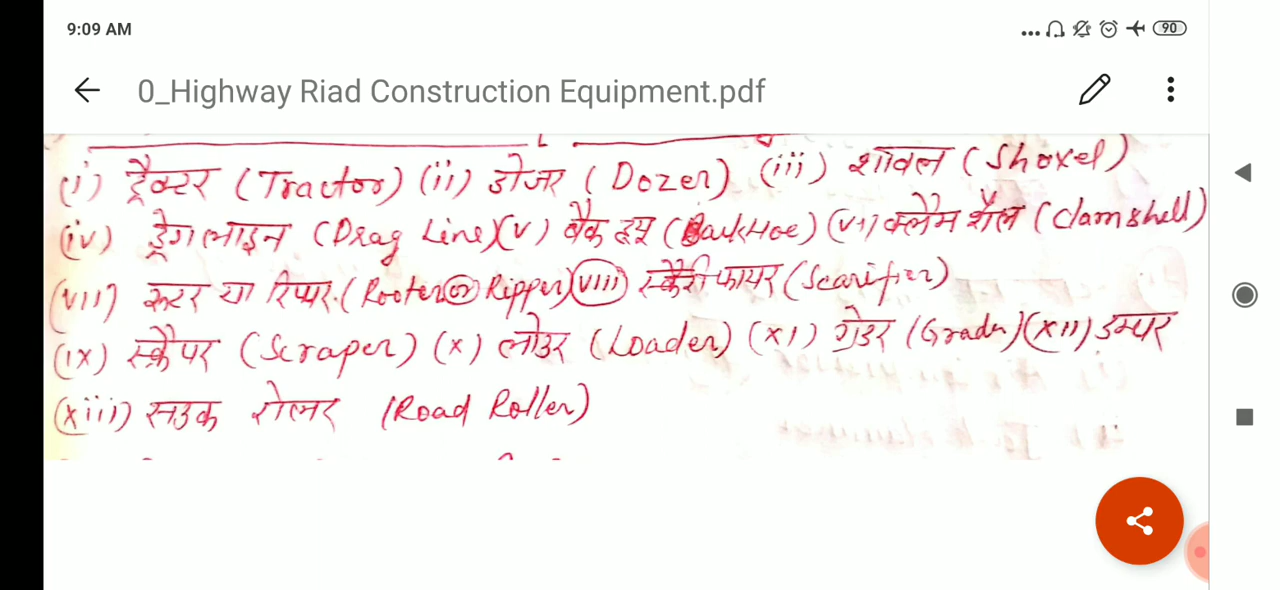 9:09 AM
... 90
0_Highway Riad Construction Equipment.pdf
(i) ट्रैक्टर (Tractor) (ii) डोजर (Dozer) (iii) शॉवल (Shovel)
(iv) ड्रैग लाइन (Drag Line) (v) बैक हू (BackHoe) (vi) क्लैम शैल (Clamshell)
(vii) रूटर या रिपर (Rooter or Ripper) (viii) स्कैरीफायर (Scarifier)
(ix) स्क्रैपर (Scraper) (x) लोडर (Loader) (xi) ग्रेडर (Grader) (xii) डम्पर
(xiii) सड़क रोलर (Road Roller)